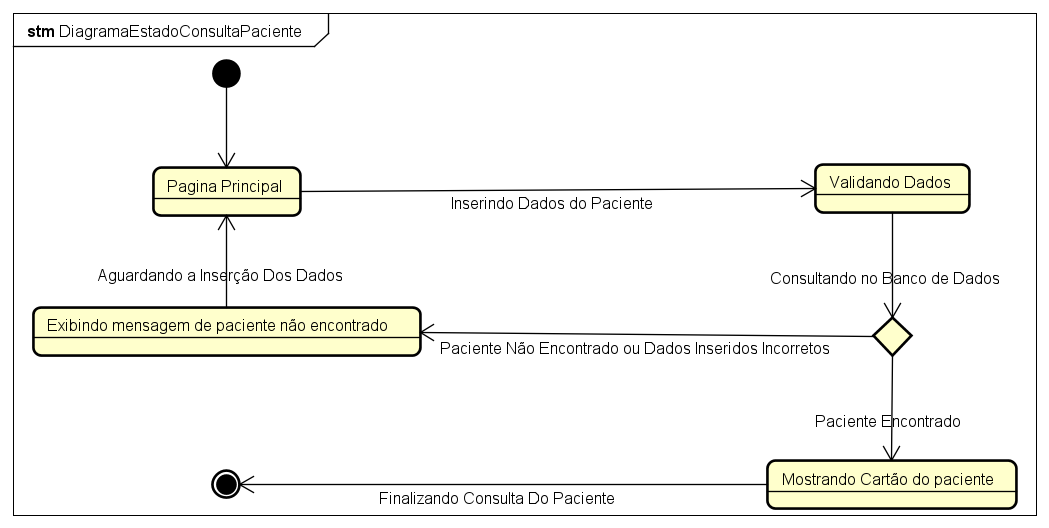 stm DiagramaEstadoConsultaPaciente
Pagina Principal
Validando Dados
Inserindo Dados do Paciente
Aguardando a Inserção Dos Dados
Consultando no Banco de Dados
Exibindo mensagem de paciente não encontrado
Paciente Não Encontrado ou Dados Inseridos Incorretos
Paciente Encontrado
Mostrando Cartão do paciente
Finalizando Consulta Do Paciente